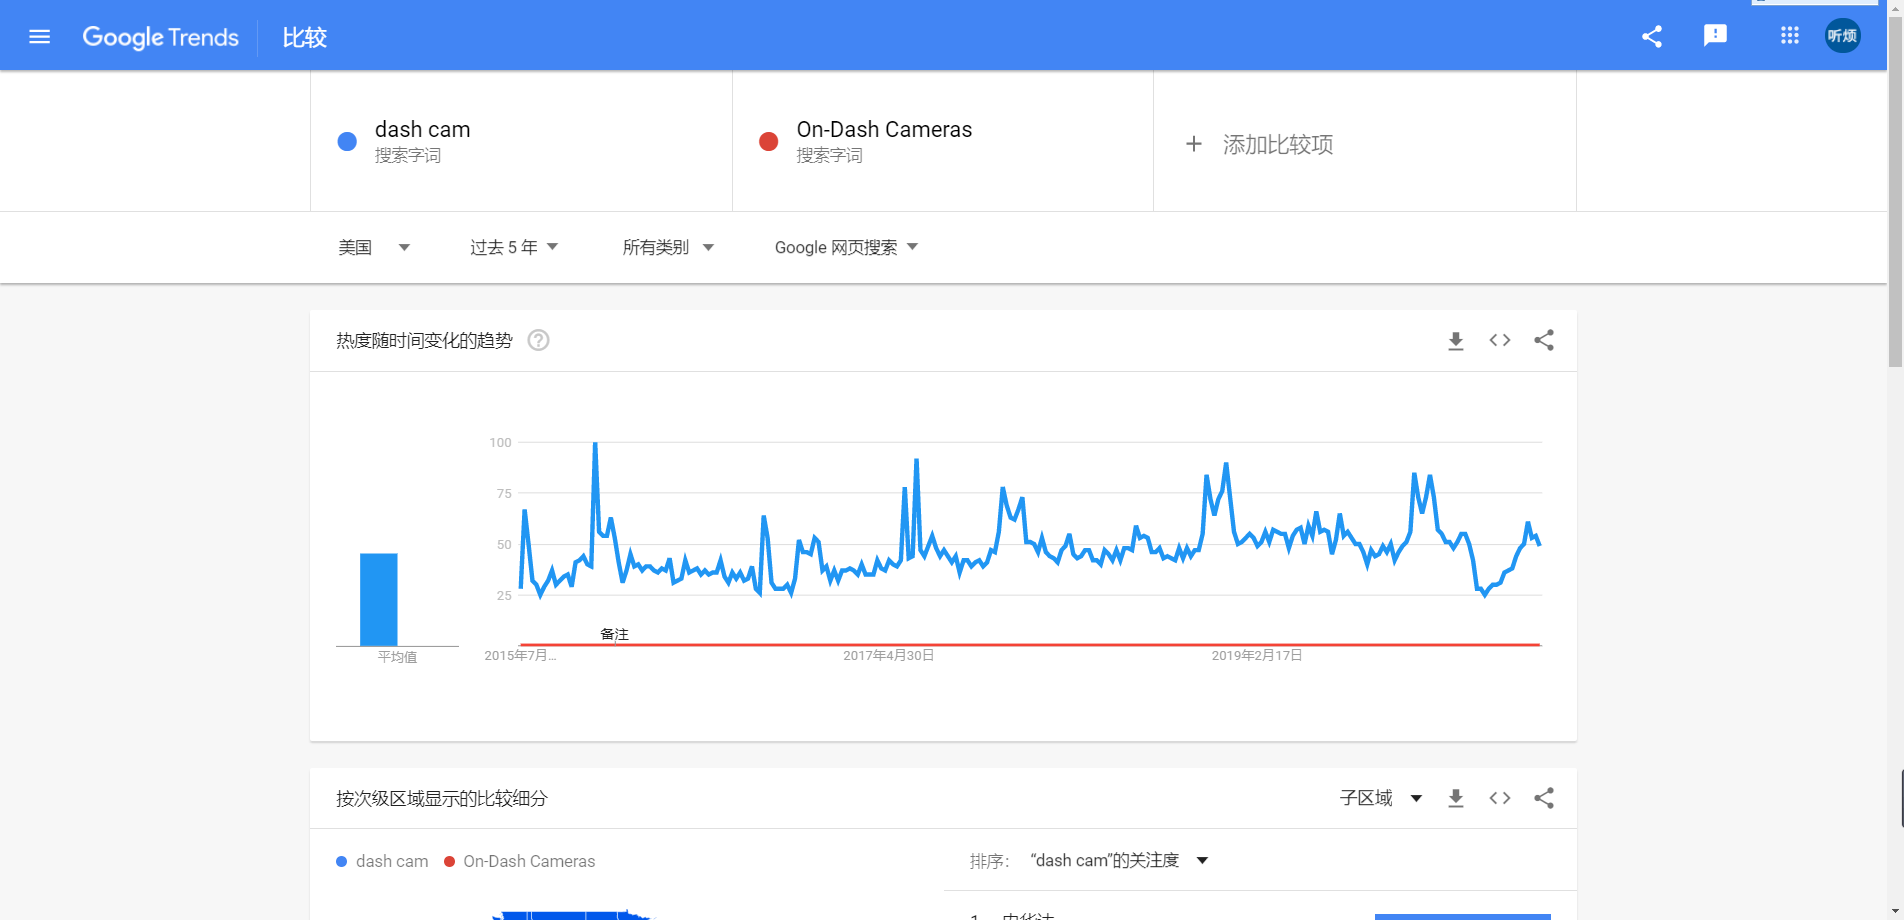 Google Trends 比较 听烦
dash cam
搜索字词
On-Dash Cameras
搜索字词
添加比较项
美国 过去 5 年 所有类别 Google 网页搜索
热度随时间变化的趋势
100
75
50
25
备注
平均值
2015年7月... 2017年4月30日 2019年2月17日
按次级区域显示的比较细分 子区域
dash cam On-Dash Cameras
排序： “dash cam”的关注度
1